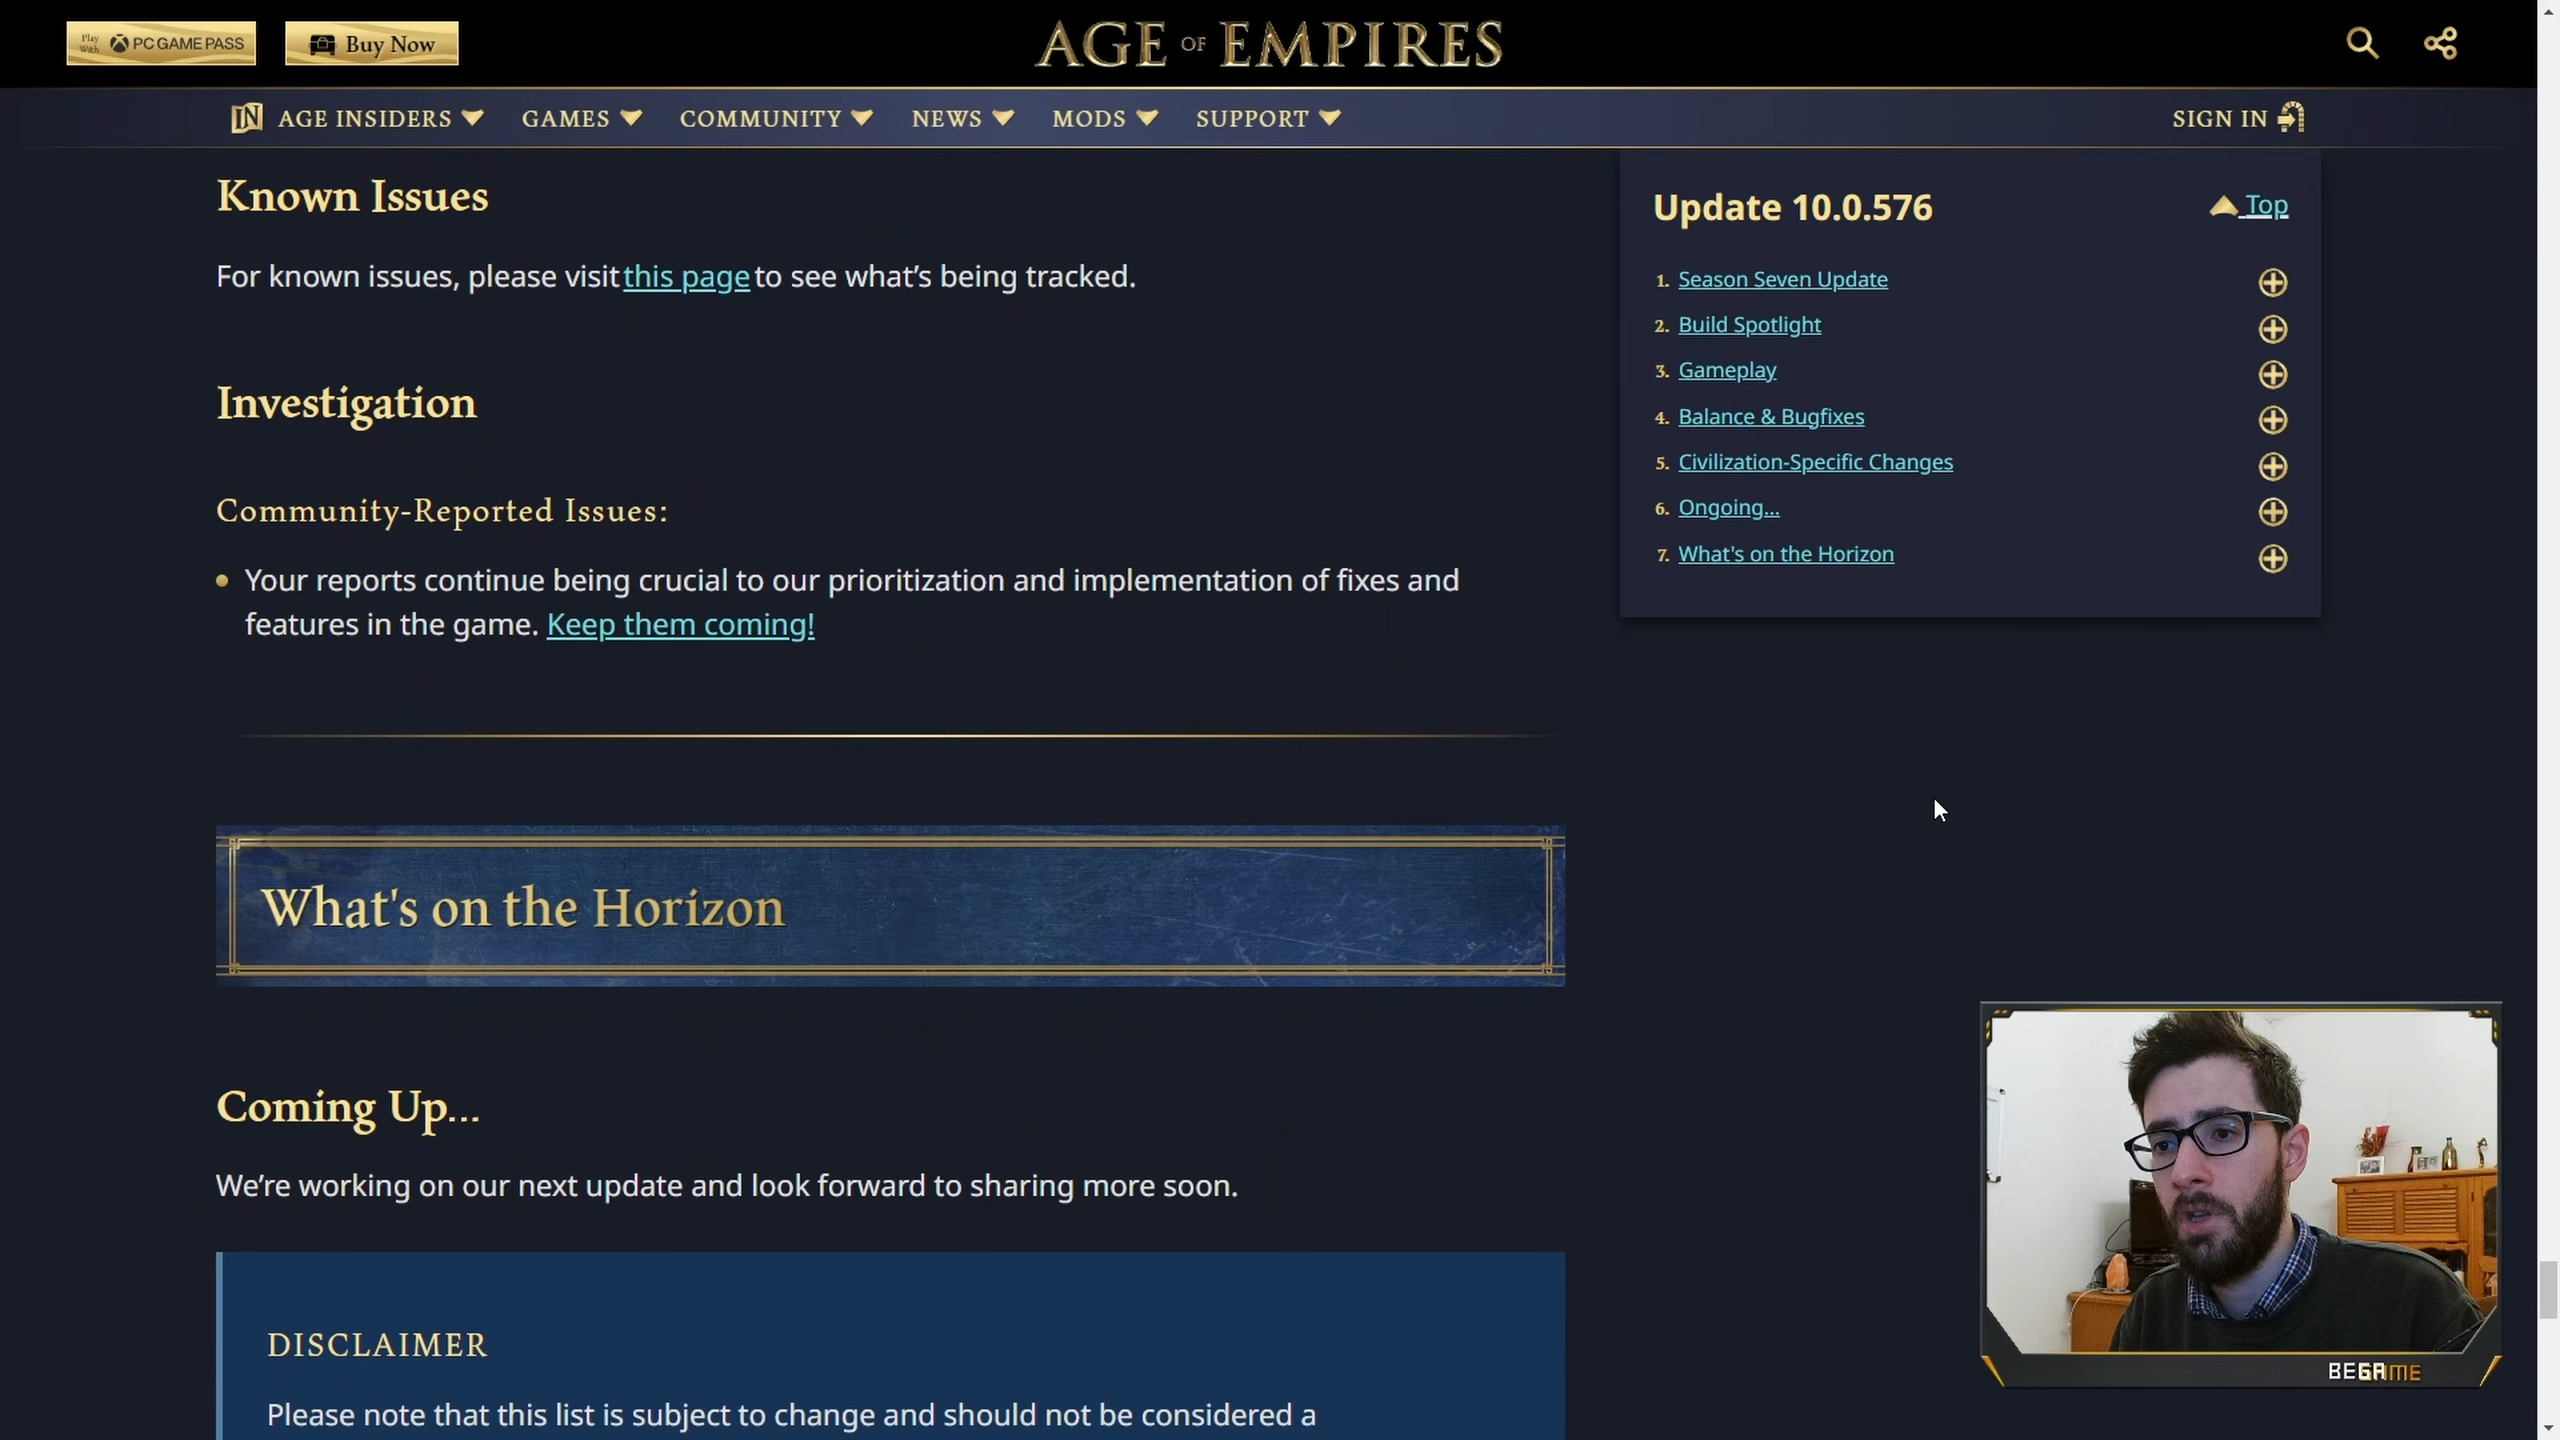 Play With PC GAME PASS
Buy Now
AGE OF EMPIRES
IN AGE INSIDERS
GAMES
COMMUNITY
NEWS
MODS
SUPPORT
SIGN IN
Known Issues
For known issues, please visit this page to see what’s being tracked.
Investigation
Community-Reported Issues:
Your reports continue being crucial to our prioritization and implementation of fixes and
features in the game. Keep them coming!
What's on the Horizon
Coming Up...
We’re working on our next update and look forward to sharing more soon.
DISCLAIMER
Please note that this list is subject to change and should not be considered a
Update 10.0.576
Top
1. Season Seven Update
2. Build Spotlight
3. Gameplay
4. Balance & Bugfixes
5. Civilization-Specific Changes
6. Ongoing...
7. What's on the Horizon
BEGAME